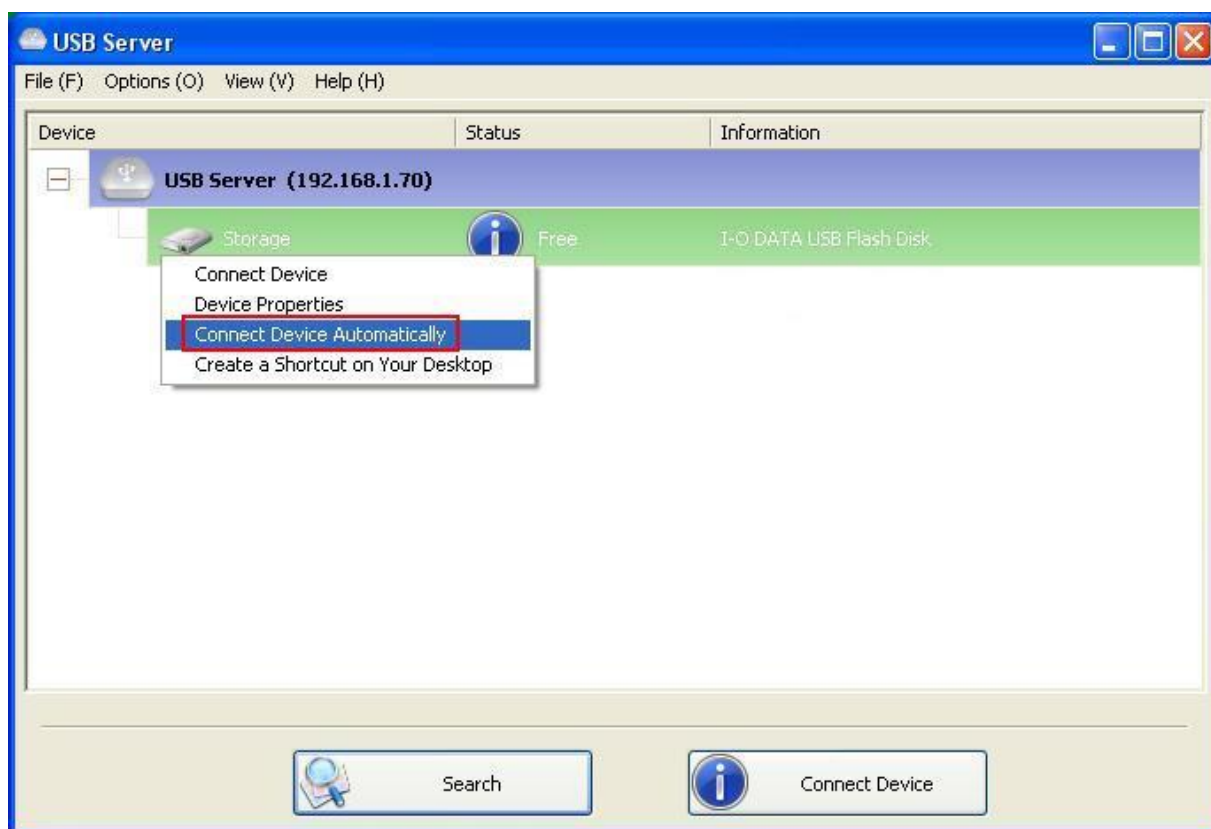 USB Server
File (F) Options (O) View (V) Help (H)
Device Status Information
USB Server (192.168.1.70)
Storage Free I-O DATA USB Flash Disk
Connect Device
Device Properties
Connect Device Automatically
Create a Shortcut on Your Desktop
Search Connect Device